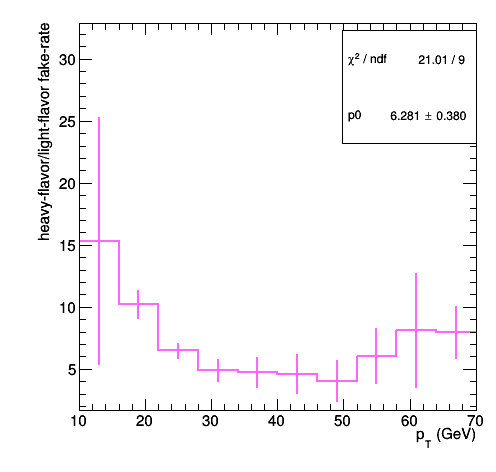 heavy-flavor/light-flavor fake-rate
χ² / ndf 21.01 / 9
p0 6.281 ± 0.380
30
25
20
15
10
5
10 20 30 40 50 60 70
p_T (GeV)